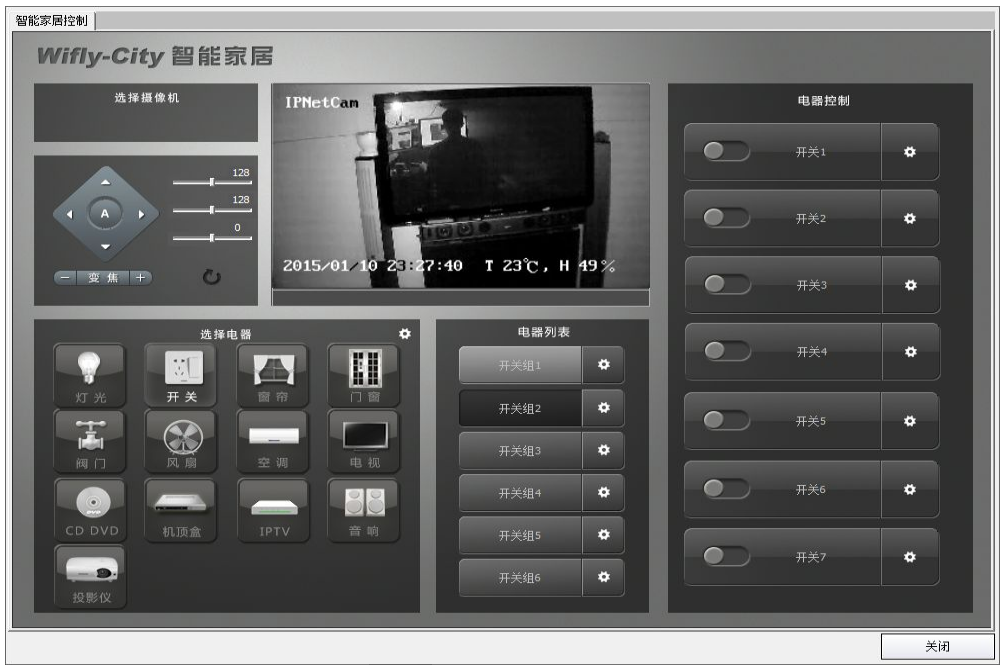 智能家居控制
Wifly-City 智能家居
选择摄像机
IPNetCam
2015/01/10 23:27:40 T 23℃, H 49%
128
128
0
A
变焦
选择电器
灯光
开关
窗帘
门窗
阀门
风扇
空调
电视
CD DVD
机顶盒
IPTV
音响
投影仪
电器列表
开关组1
开关组2
开关组3
开关组4
开关组5
开关组6
电器控制
开关1
开关2
开关3
开关4
开关5
开关6
开关7
关闭